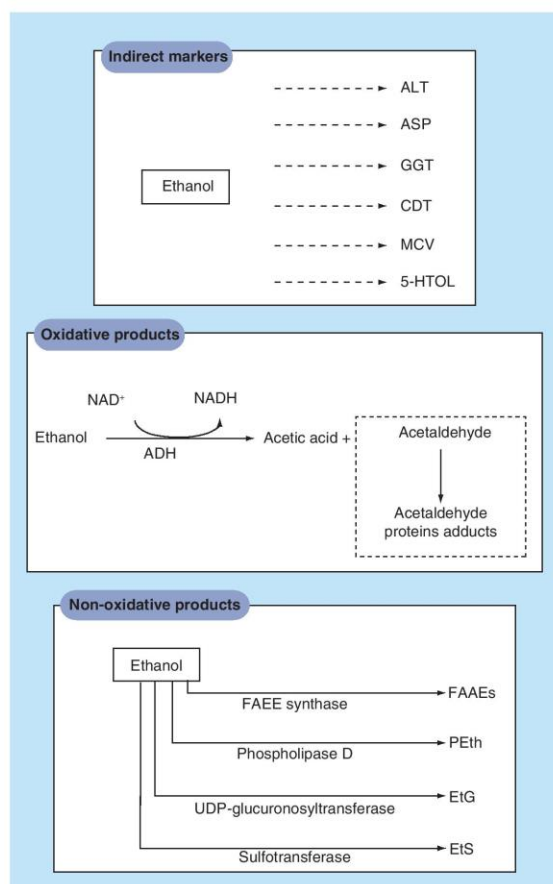 Indirect markers
ALT
ASP
Ethanol
GGT
CDT
MCV
5-HTOL
Oxidative products
NAD⁺
NADH
Ethanol
ADH
Acetic acid +
Acetaldehyde
Acetaldehyde
proteins adducts
Non-oxidative products
Ethanol
FAEE synthase
FAAEs
Phospholipase D
PEth
UDP-glucuronosyltransferase
EtG
Sulfotransferase
EtS